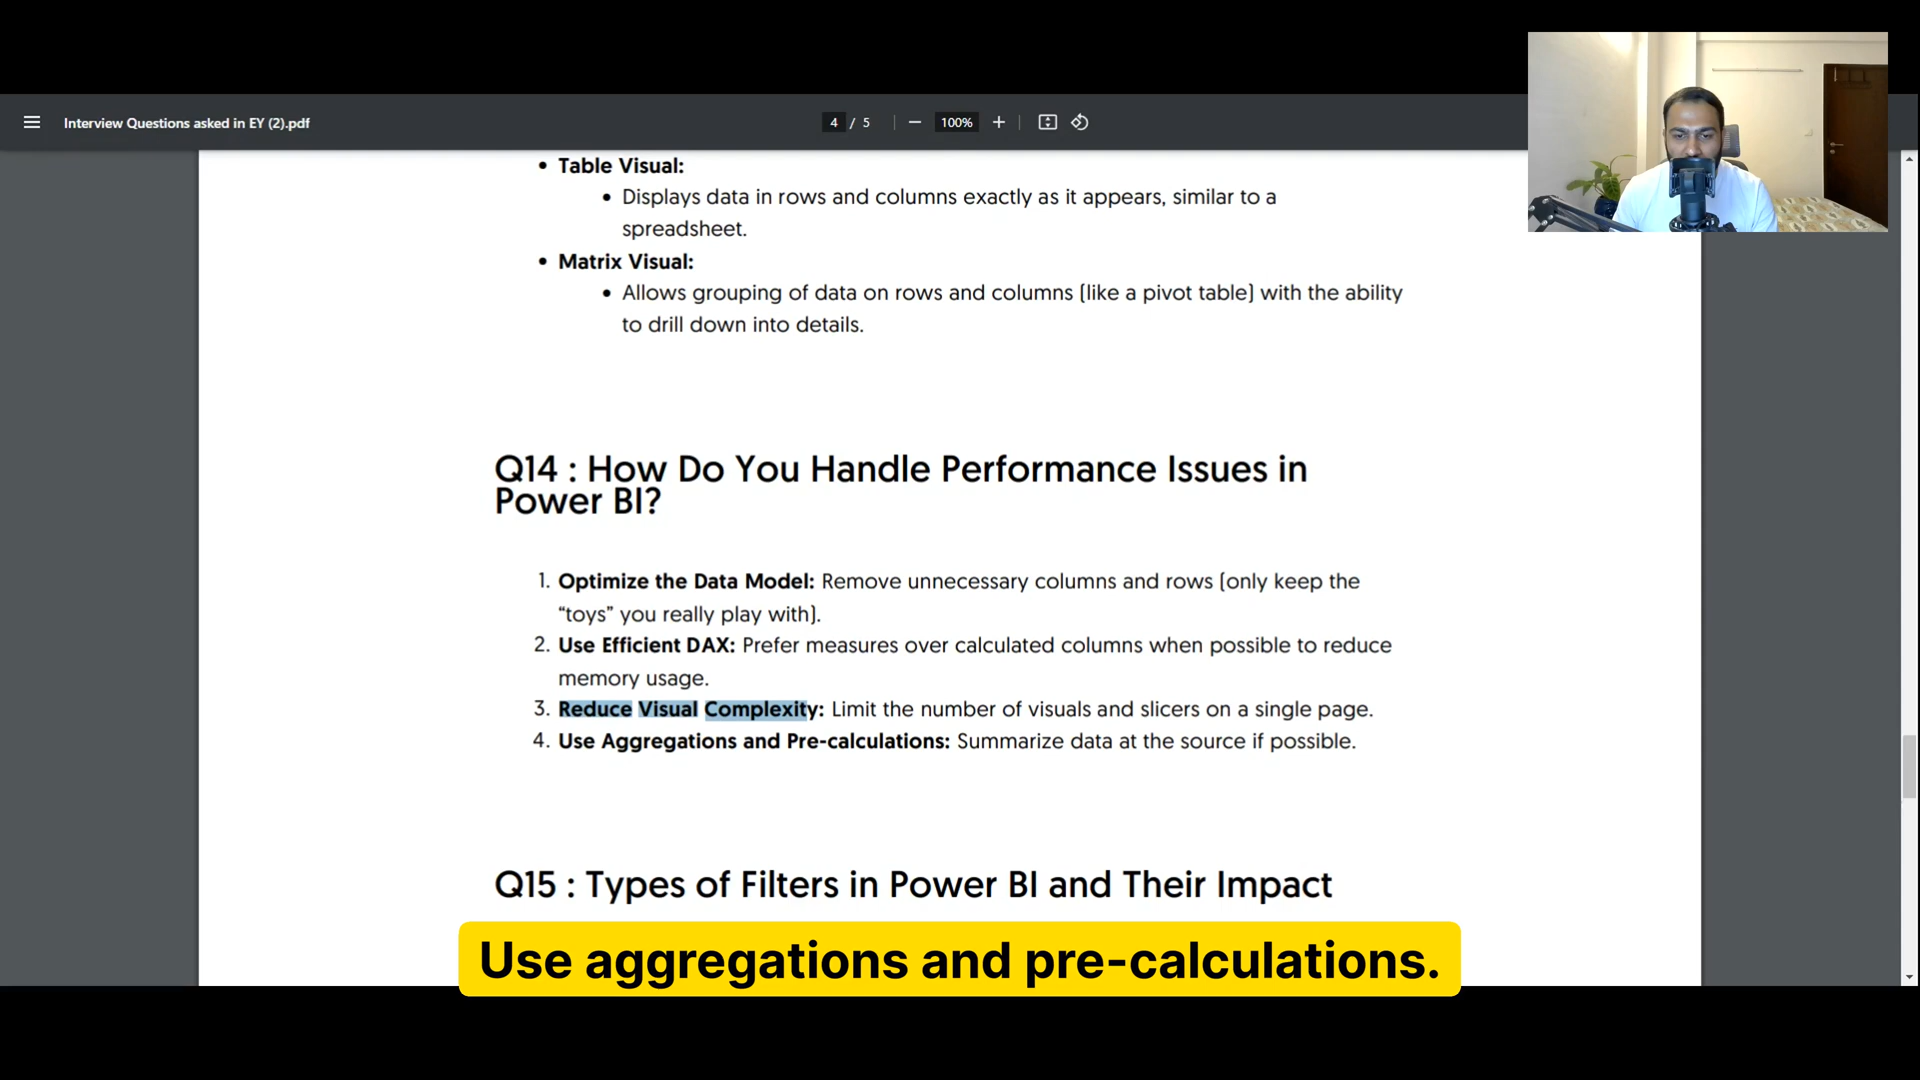 Interview Questions asked in EY (2).pdf
4 / 5
100%
• Table Visual:
• Displays data in rows and columns exactly as it appears, similar to a
spreadsheet.
• Matrix Visual:
• Allows grouping of data on rows and columns (like a pivot table) with the ability
to drill down into details.
Q14 : How Do You Handle Performance Issues in
Power BI?
1. Optimize the Data Model: Remove unnecessary columns and rows (only keep the
“toys” you really play with).
2. Use Efficient DAX: Prefer measures over calculated columns when possible to reduce
memory usage.
3. Reduce Visual Complexity: Limit the number of visuals and slicers on a single page.
4. Use Aggregations and Pre-calculations: Summarize data at the source if possible.
Q15 : Types of Filters in Power BI and Their Impact
Use aggregations and pre-calculations.